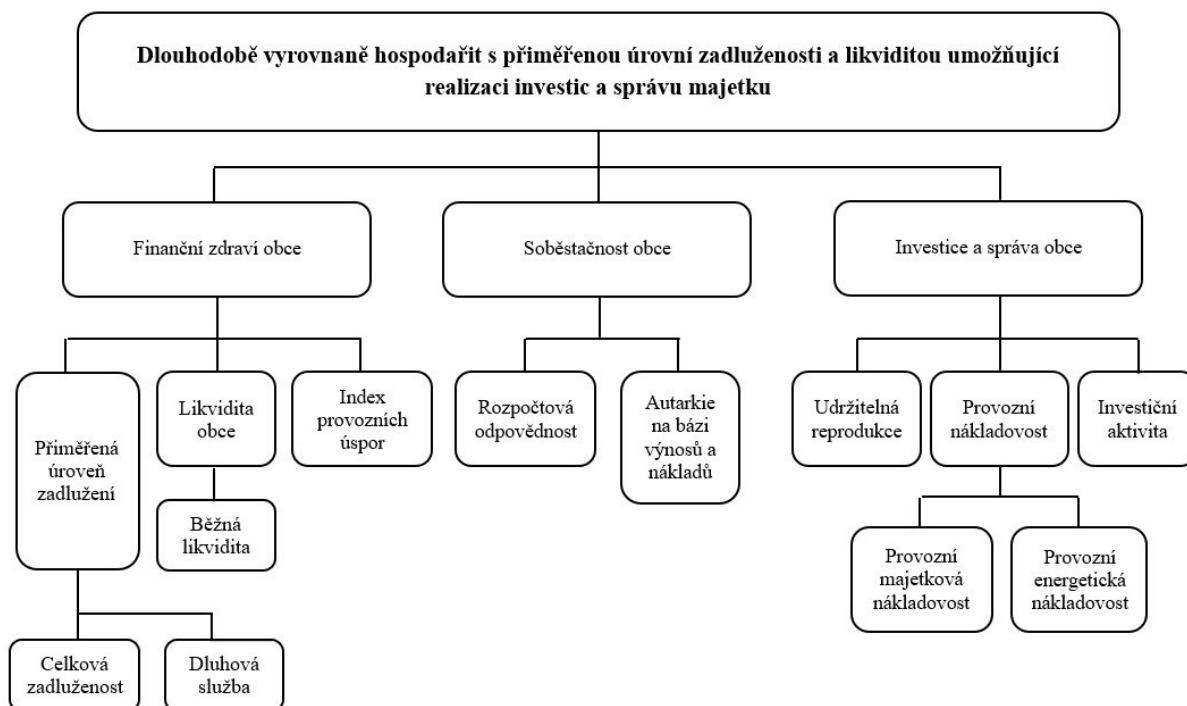 Dlouhodobě vyrovnaně hospodařit s přiměřenou úrovní zadluženosti a likviditou umožňující
realizaci investic a správu majetku
Finanční zdraví obce
Soběstačnost obce
Investice a správa obce
Přiměřená
úroveň
zadlužení
Likvidita
obce
Index
provozních
úspor
Rozpočtová
odpovědnost
Autarkie
na bázi
výnosů a
nákladů
Udržitelná
reprodukce
Provozní
nákladovost
Investiční
aktivita
Běžná
likvidita
Provozní
majetková
nákladovost
Provozní
energetická
nákladovost
Celková
zadluženost
Dluhová
služba